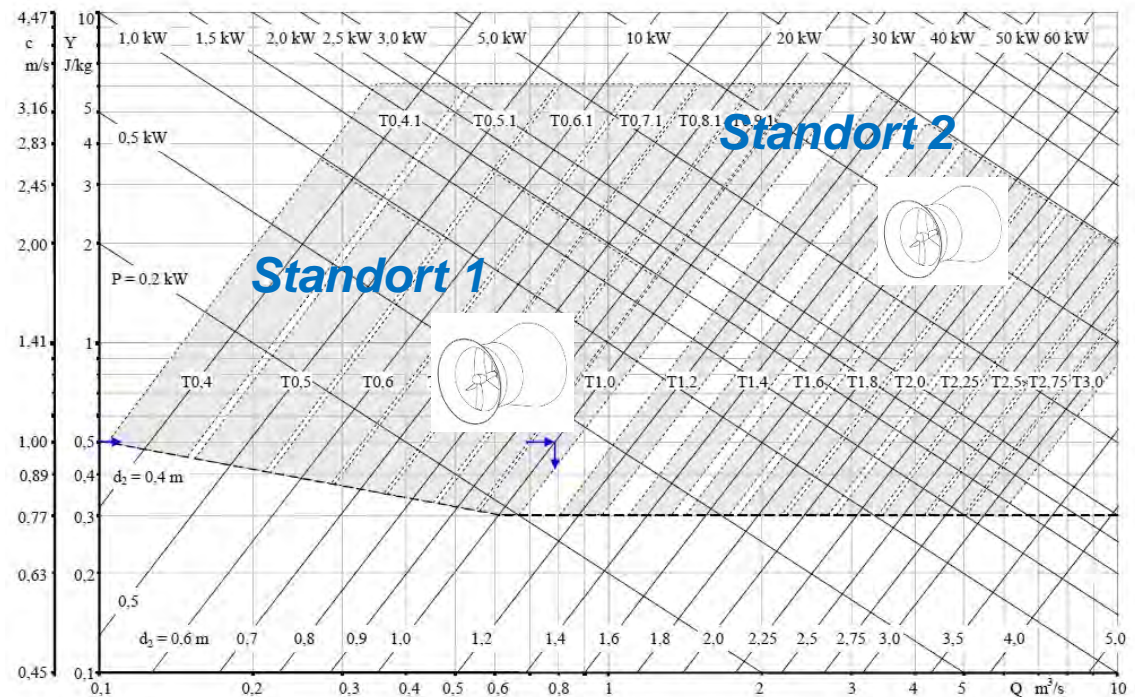 4,47
c
m/s
3.16
2,83
2,45
2,00
1.41
1.00
0.89
0.77
0,63
0,45
10
Y
J/kg
5
4
3
2
1
0,5
0.4
0.3
0,2
0,1
1,0 kW 1,5 kW 2,0 kW 2,5 kW 3,0 kW 5,0 kW 10 kW 20 kW 30 kW 40 kW 50 kW 60 kW
0,5 kW
P = 0.2 kW
T0.4.1 T0.5.1 T0.6.1 T0.7.1 T0.8.1
Standort 2
Standort 1
T0,4 T0,5 T0,6 T1.0 T1.2 T1.4 T1.6 T1.8 T2.0 T2.25 T2.5 T2.75 T3.0
d₂ = 0,4 m
0,5
d₂ = 0,6 m 0,7 0,8 0.9 1.0 1.2 1,4 1.6 1.8 2.0 2,25 2,5 2.75 3.0 3,5 4,0 5.0
0,1 0,2 0,3 0.4 0.5 0.6 0,8 1 2 3 4 5 Q m³/s 10